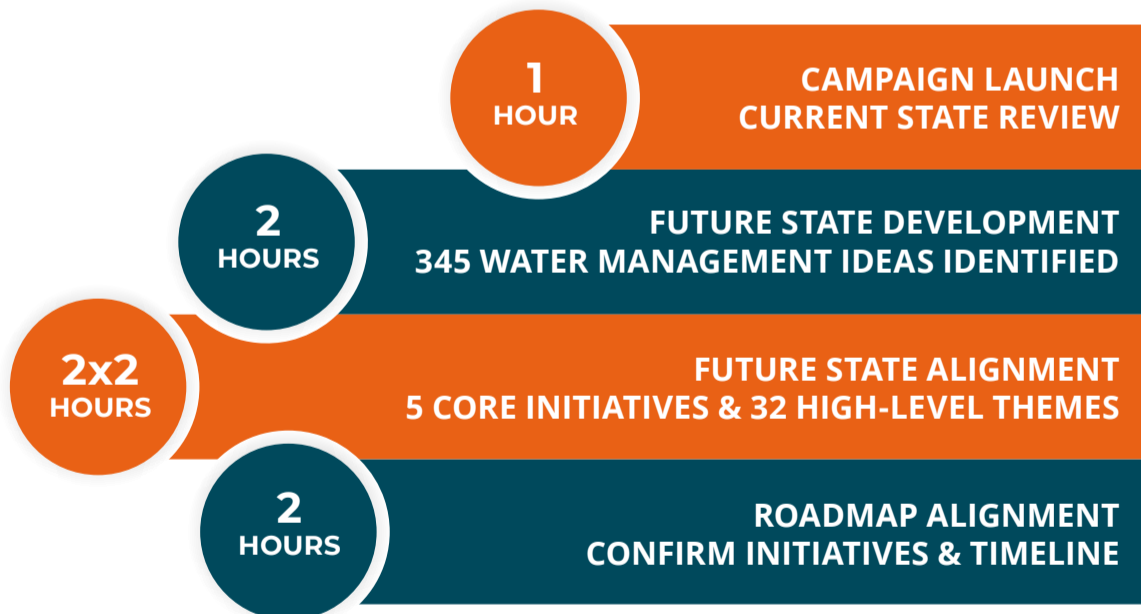 1
HOUR
CAMPAIGN LAUNCH
CURRENT STATE REVIEW
2
HOURS
FUTURE STATE DEVELOPMENT
345 WATER MANAGEMENT IDEAS IDENTIFIED
2x2
HOURS
FUTURE STATE ALIGNMENT
5 CORE INITIATIVES & 32 HIGH-LEVEL THEMES
2
HOURS
ROADMAP ALIGNMENT
CONFIRM INITIATIVES & TIMELINE